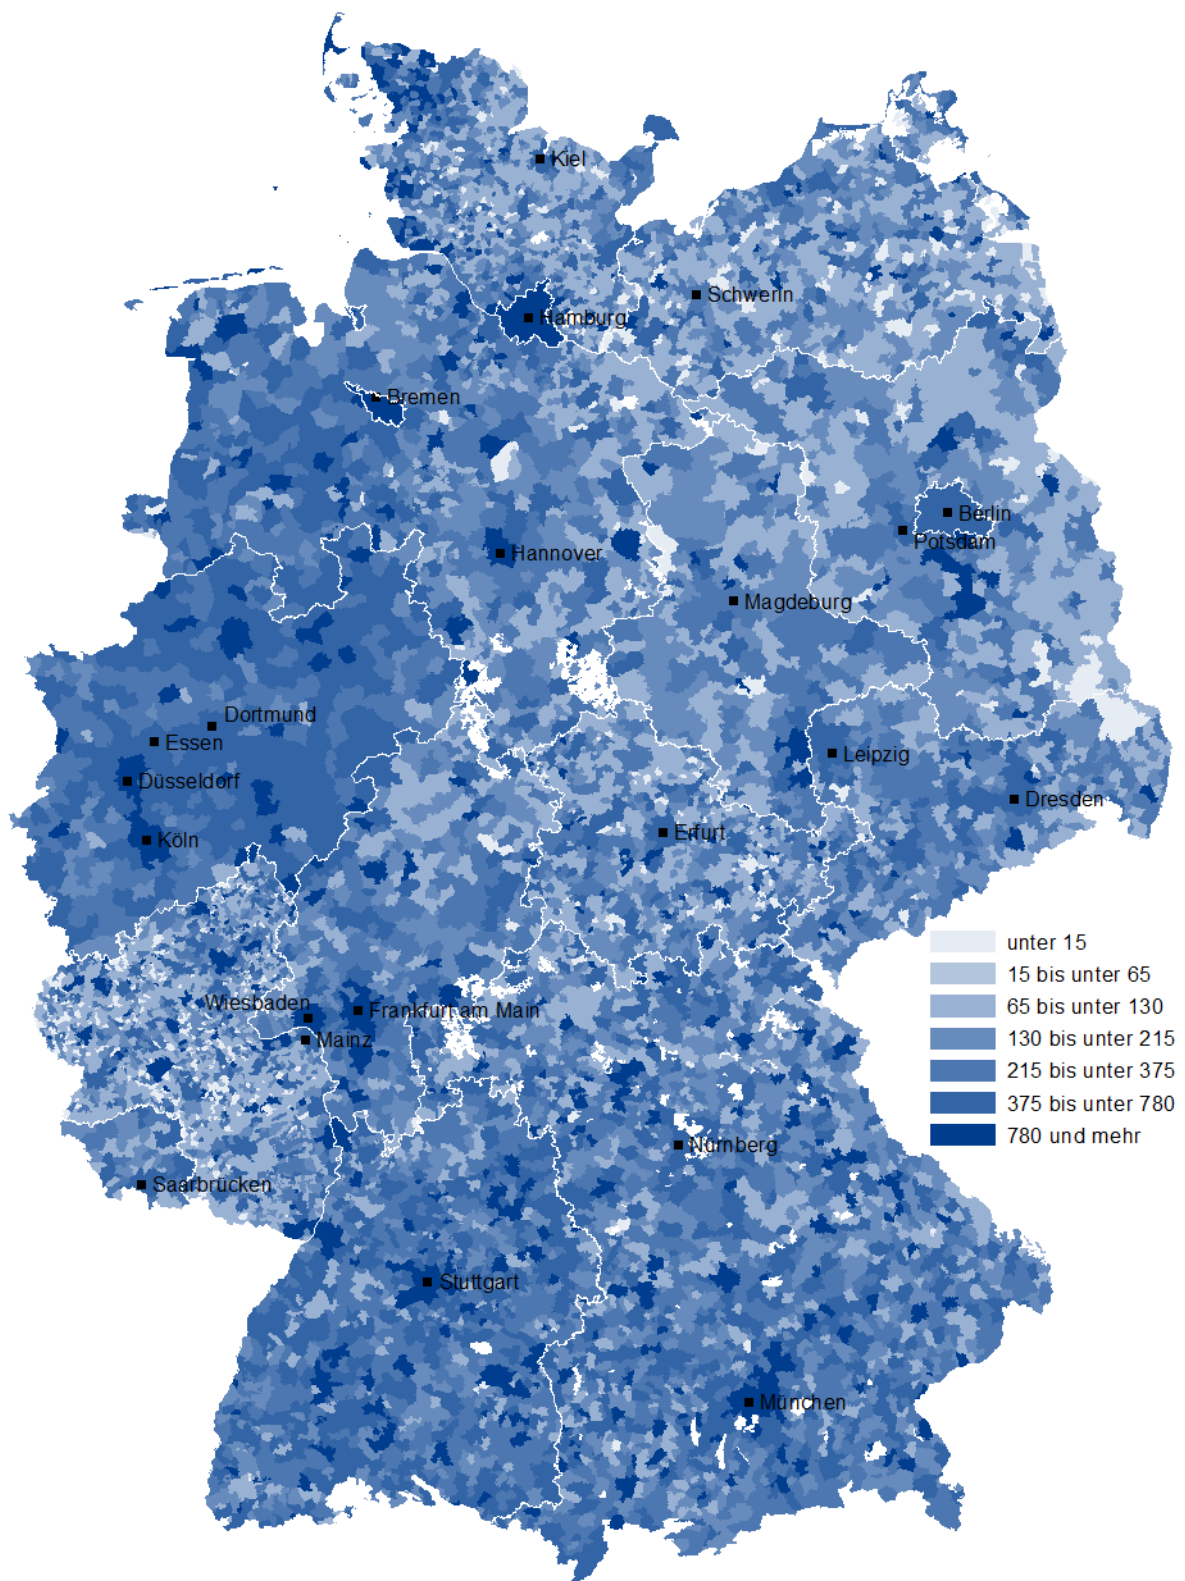 Kiel
Schwerin
Hamburg
Bremen
Berlin
Potsdam
Hannover
Magdeburg
Dortmund
Essen
Leipzig
Düsseldorf
Dresden
Erfurt
Köln
unter 15
15 bis unter 65
65 bis unter 130
130 bis unter 215
215 bis unter 375
375 bis unter 780
780 und mehr
Wiesbaden
Frankfurt am Main
Mainz
Nürnberg
Saarbrücken
Stuttgart
München